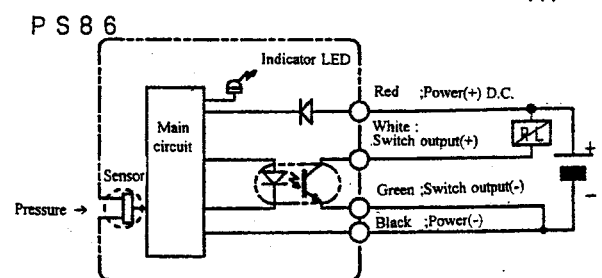 PS86
Indicator LED
Red ;Power(+) D.C.
White :
Switch output(+)
RL
+
Main
circuit
Sensor
Pressure →
Green ;Switch output(-)
−
Black ;Power(-)